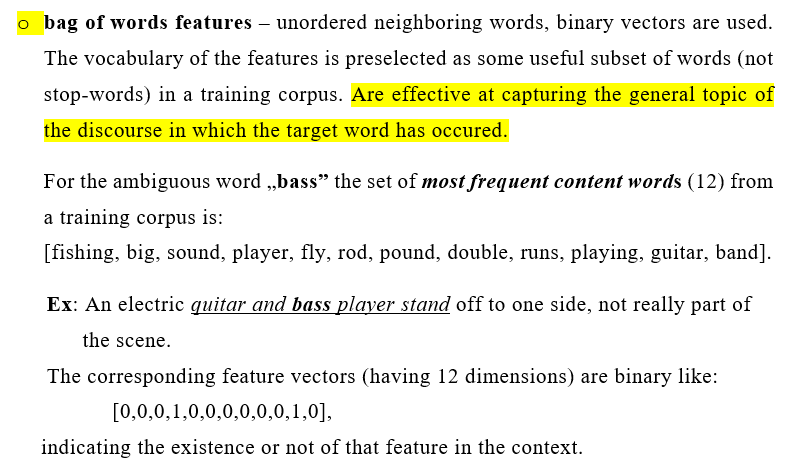 o bag of words features – unordered neighboring words, binary vectors are used.
The vocabulary of the features is preselected as some useful subset of words (not
stop-words) in a training corpus. Are effective at capturing the general topic of
the discourse in which the target word has occured.
For the ambiguous word „bass” the set of most frequent content words (12) from
a training corpus is:
[fishing, big, sound, player, fly, rod, pound, double, runs, playing, guitar, band].
Ex: An electric quitar and bass player stand off to one side, not really part of
the scene.
The corresponding feature vectors (having 12 dimensions) are binary like:
[0,0,0,1,0,0,0,0,0,0,1,0],
indicating the existence or not of that feature in the context.